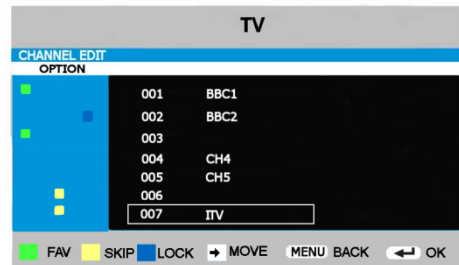 TV
CHANNEL EDIT
OPTION
001 BBC1
002 BBC2
003
004 CH4
005 CH5
006
007 ITV
FAV SKIP LOCK MOVE MENU BACK OK